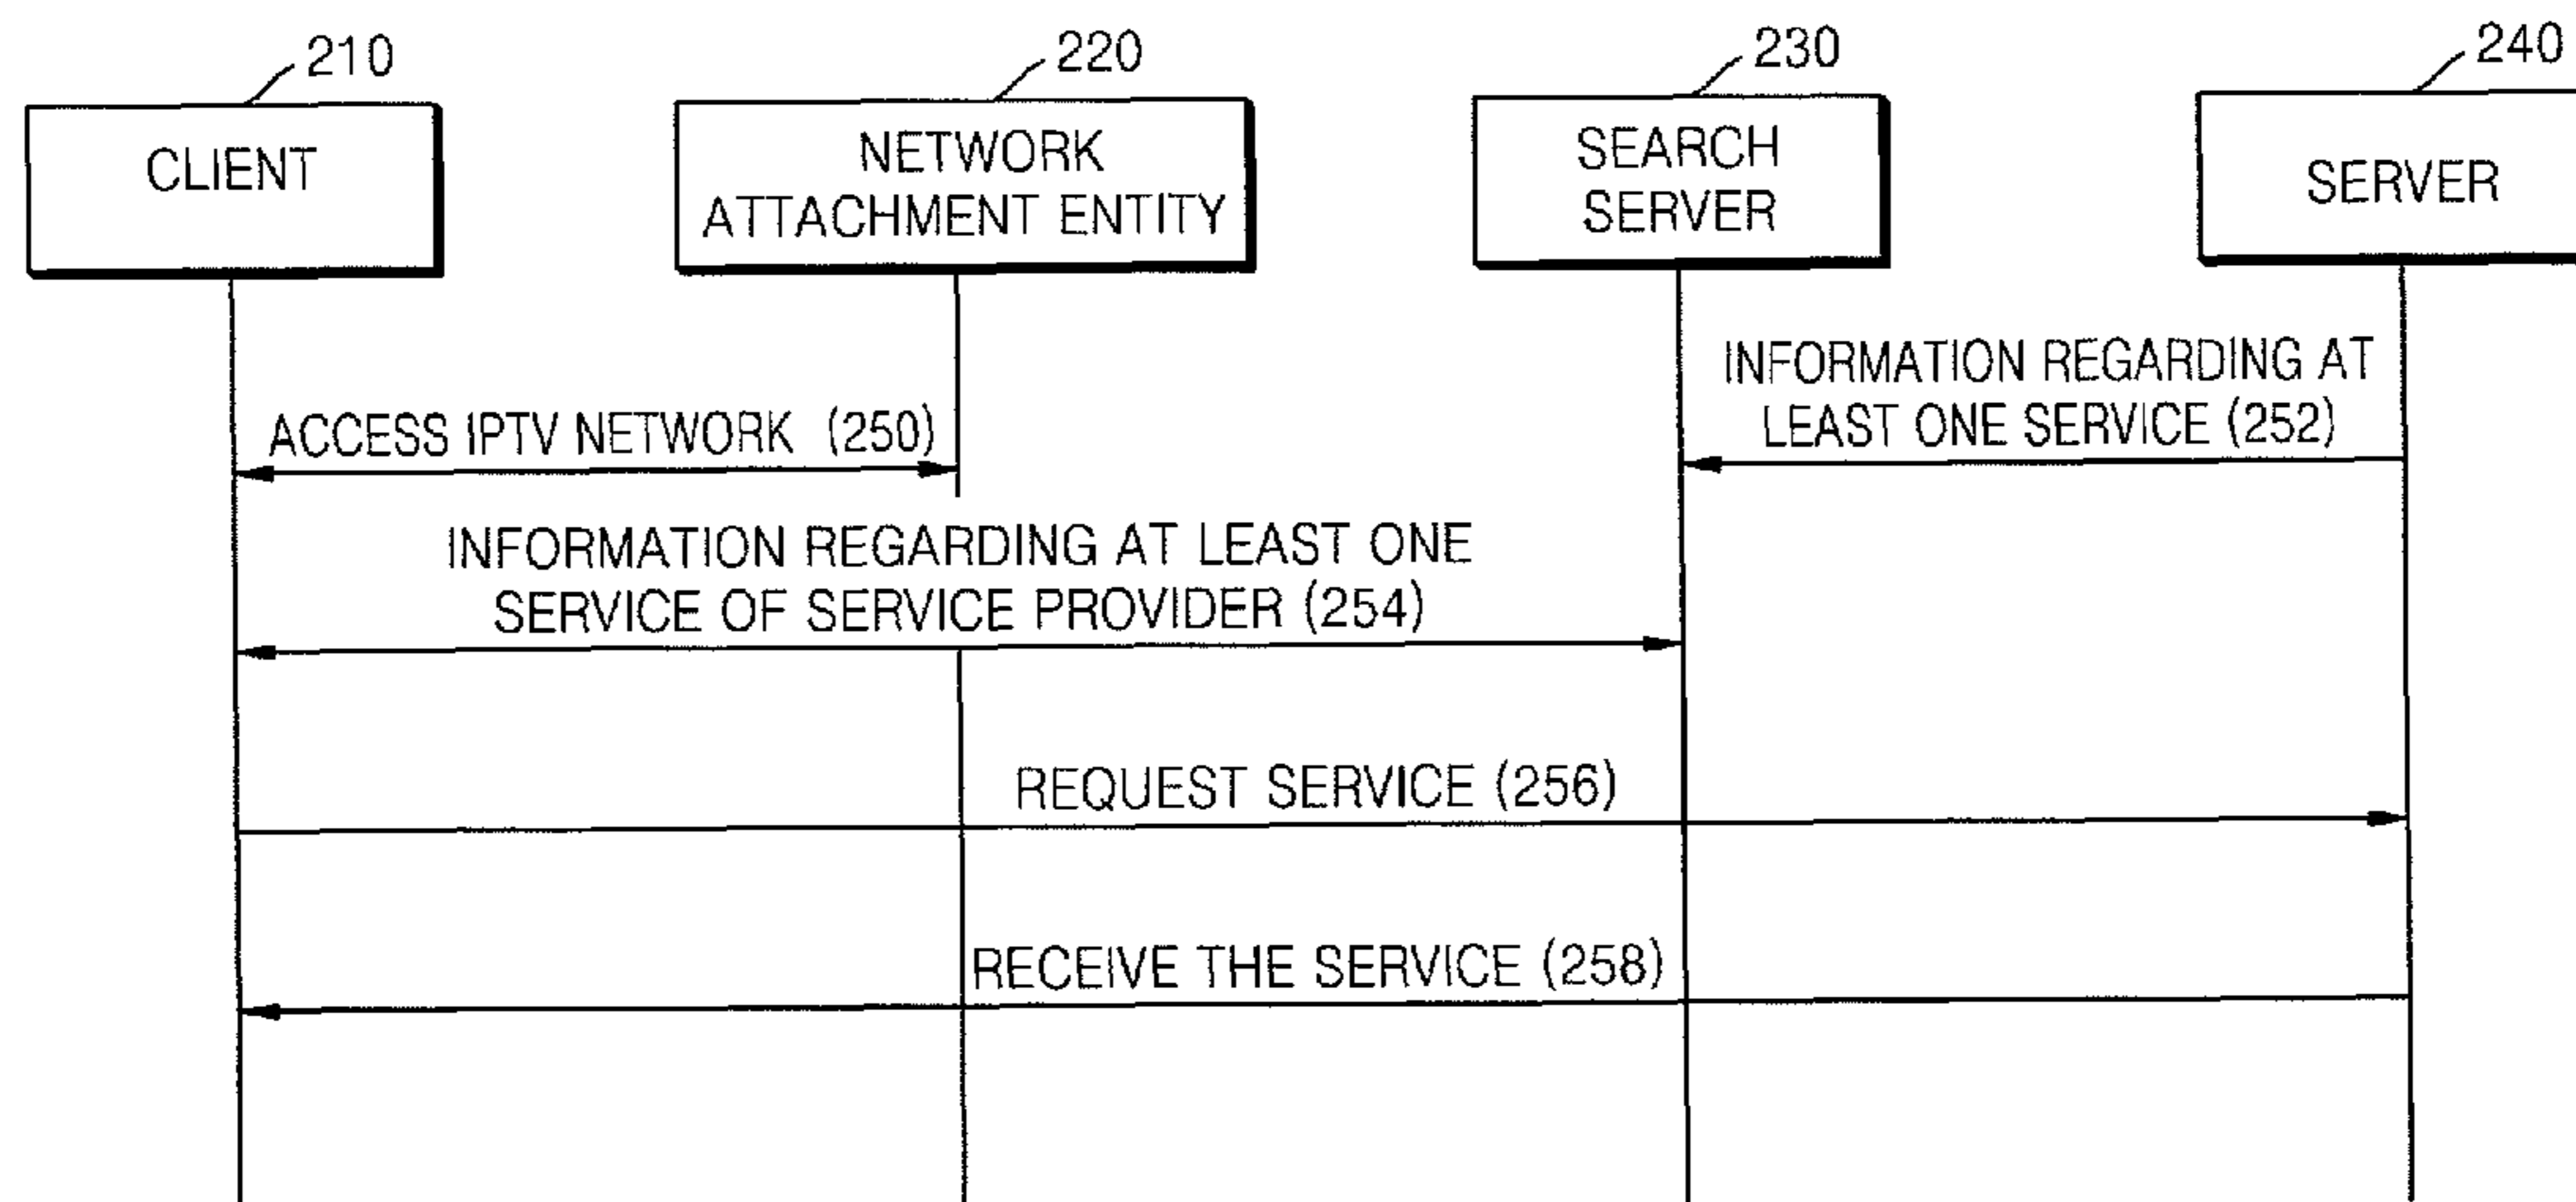 210
220
230
240
CLIENT
NETWORK
ATTACHMENT ENTITY
SEARCH
SERVER
SERVER
INFORMATION REGARDING AT
LEAST ONE SERVICE (252)
ACCESS IPTV NETWORK (250)
INFORMATION REGARDING AT LEAST ONE
SERVICE OF SERVICE PROVIDER (254)
REQUEST SERVICE (256)
RECEIVE THE SERVICE (258)